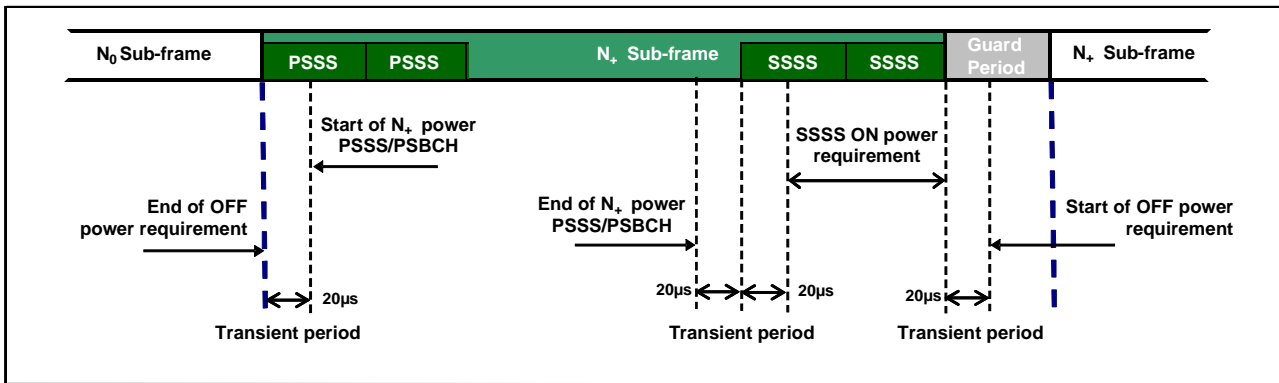 N₀ Sub-frame
PSSS
PSSS
N₊ Sub-frame
SSSS
SSSS
Guard
Period
N₊ Sub-frame
Start of N₊ power
PSSS/PSBCH
SSSS ON power
requirement
End of OFF
power requirement
End of N₊ power
PSSS/PSBCH
Start of OFF power
requirement
20µs
20µs
20µs
20µs
Transient period
Transient period
Transient period